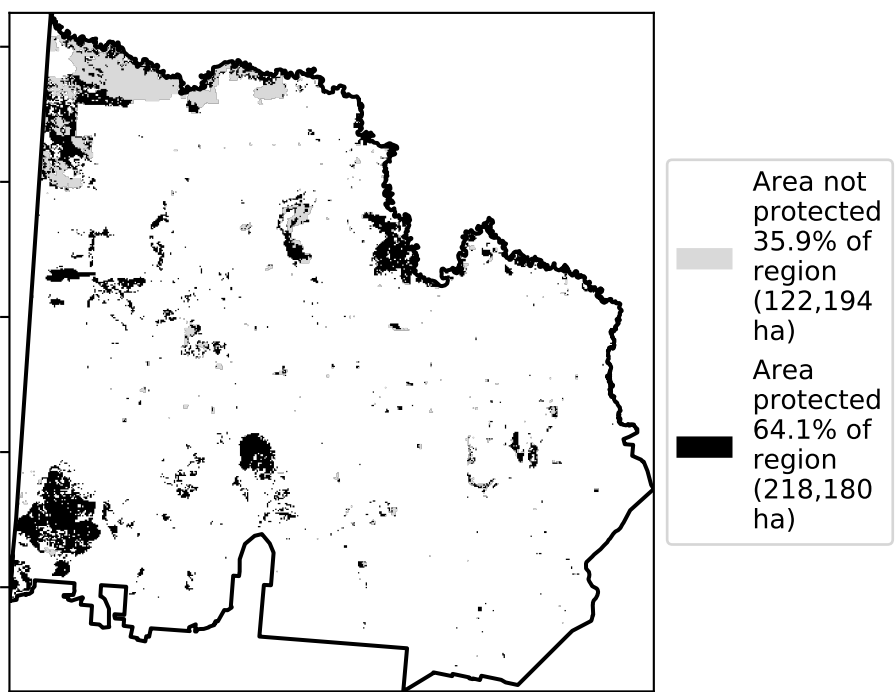 Area not
protected
35.9% of
region
(122,194
ha)
Area
protected
64.1% of
region
(218,180
ha)